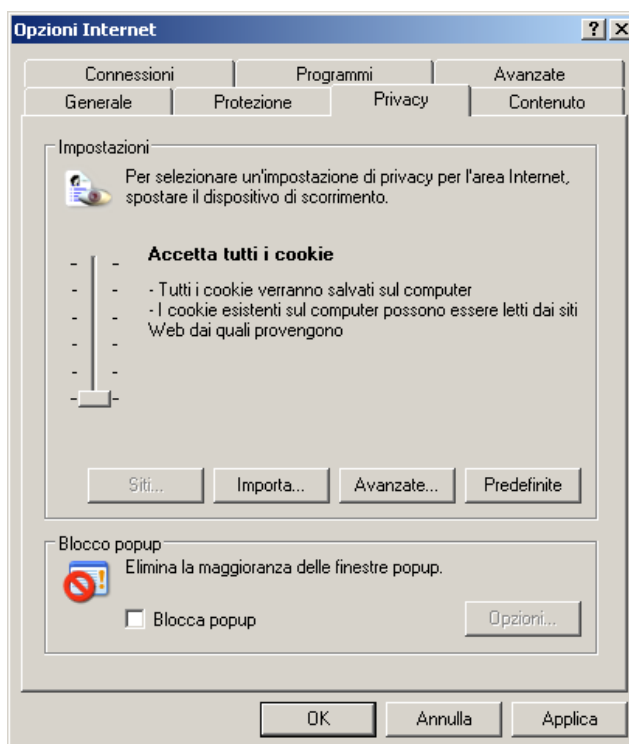 Opzioni Internet
Connessioni
Programmi
Avanzate
Generale
Protezione
Privacy
Contenuto
Impostazioni
Per selezionare un'impostazione di privacy per l'area Internet,
spostare il dispositivo di scorrimento.
Accetta tutti i cookie
- Tutti i cookie verranno salvati sul computer
- I cookie esistenti sul computer possono essere letti dai siti
Web dai quali provengono
Siti...
Importa...
Avanzate...
Predefinite
Blocco popup
Elimina la maggioranza delle finestre popup.
Blocca popup
Opzioni...
OK
Annulla
Applica